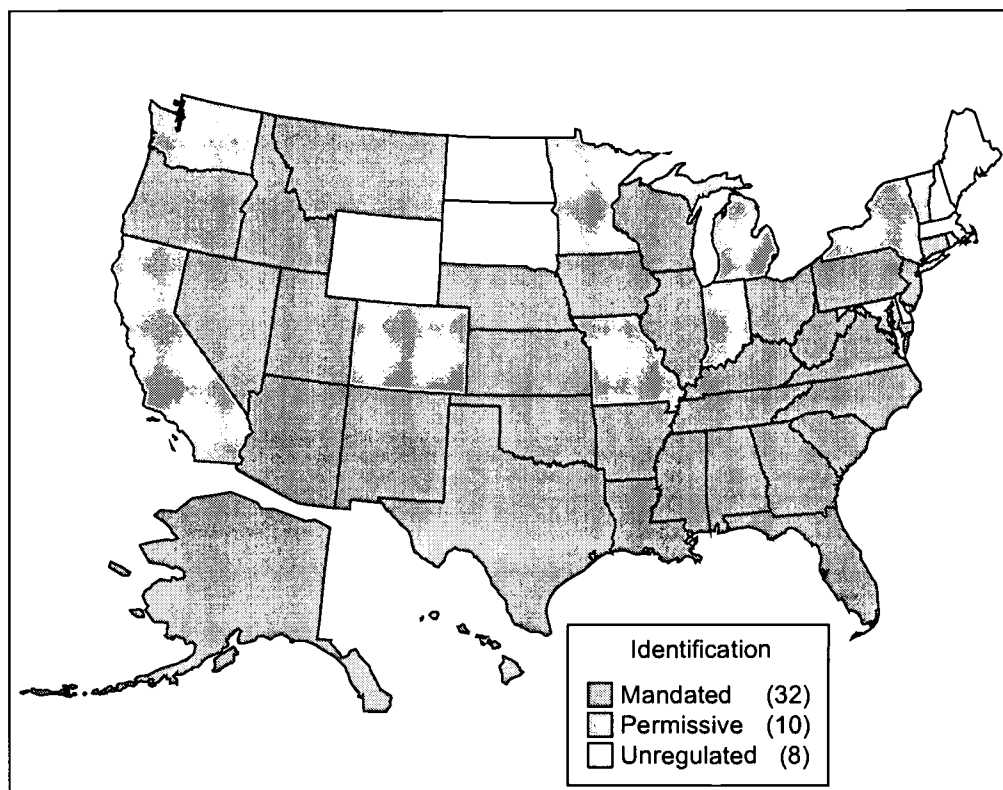 Identification
Mandated (32)
Permissive (10)
Unregulated (8)